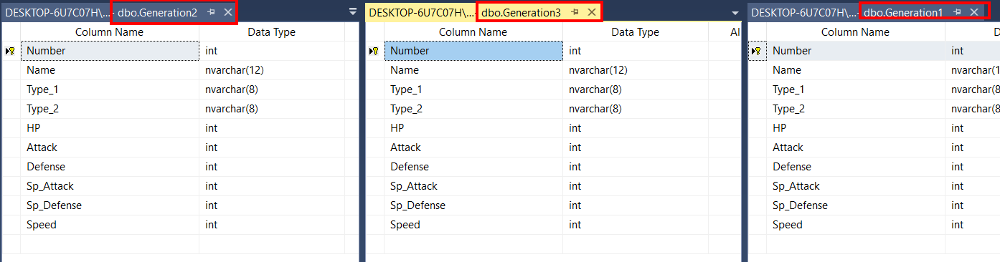 DESKTOP-6U7C07H\...- dbo.Generation2 DESKTOP-6U7C07H\...- dbo.Generation3 DESKTOP-6U7C07H\...- dbo.Generation1
Column Name Data Type Column Name Data Type Al Column Name D
Number int Number int Number int
Name nvarchar(12) Name nvarchar(12) Name nvarchar(1
Type_1 nvarchar(8) Type_1 nvarchar(8) Type_1 nvarchar(8
Type_2 nvarchar(8) Type_2 nvarchar(8) Type_2 nvarchar(8
HP int HP int HP int
Attack int Attack int Attack int
Defense int Defense int Defense int
Sp_Attack int Sp_Attack int Sp_Attack int
Sp_Defense int Sp_Defense int Sp_Defense int
Speed int Speed int Speed int